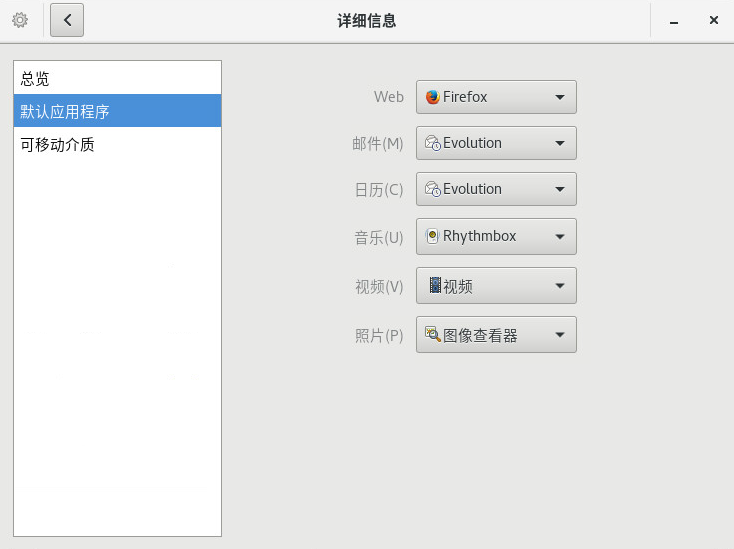 详细信息
总览
默认应用程序
可移动介质
Web Firefox
邮件(M) Evolution
日历(C) Evolution
音乐(U) Rhythmbox
视频(V) 视频
照片(P) 图像查看器